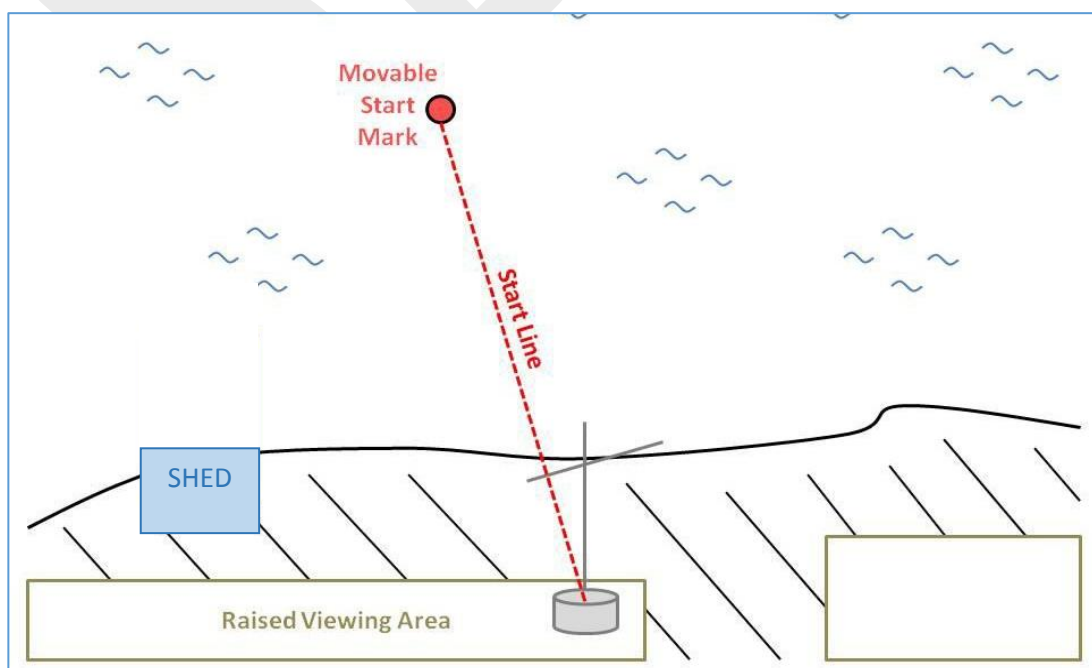 Movable
Start
Mark
Start Line
SHED
Raised Viewing Area